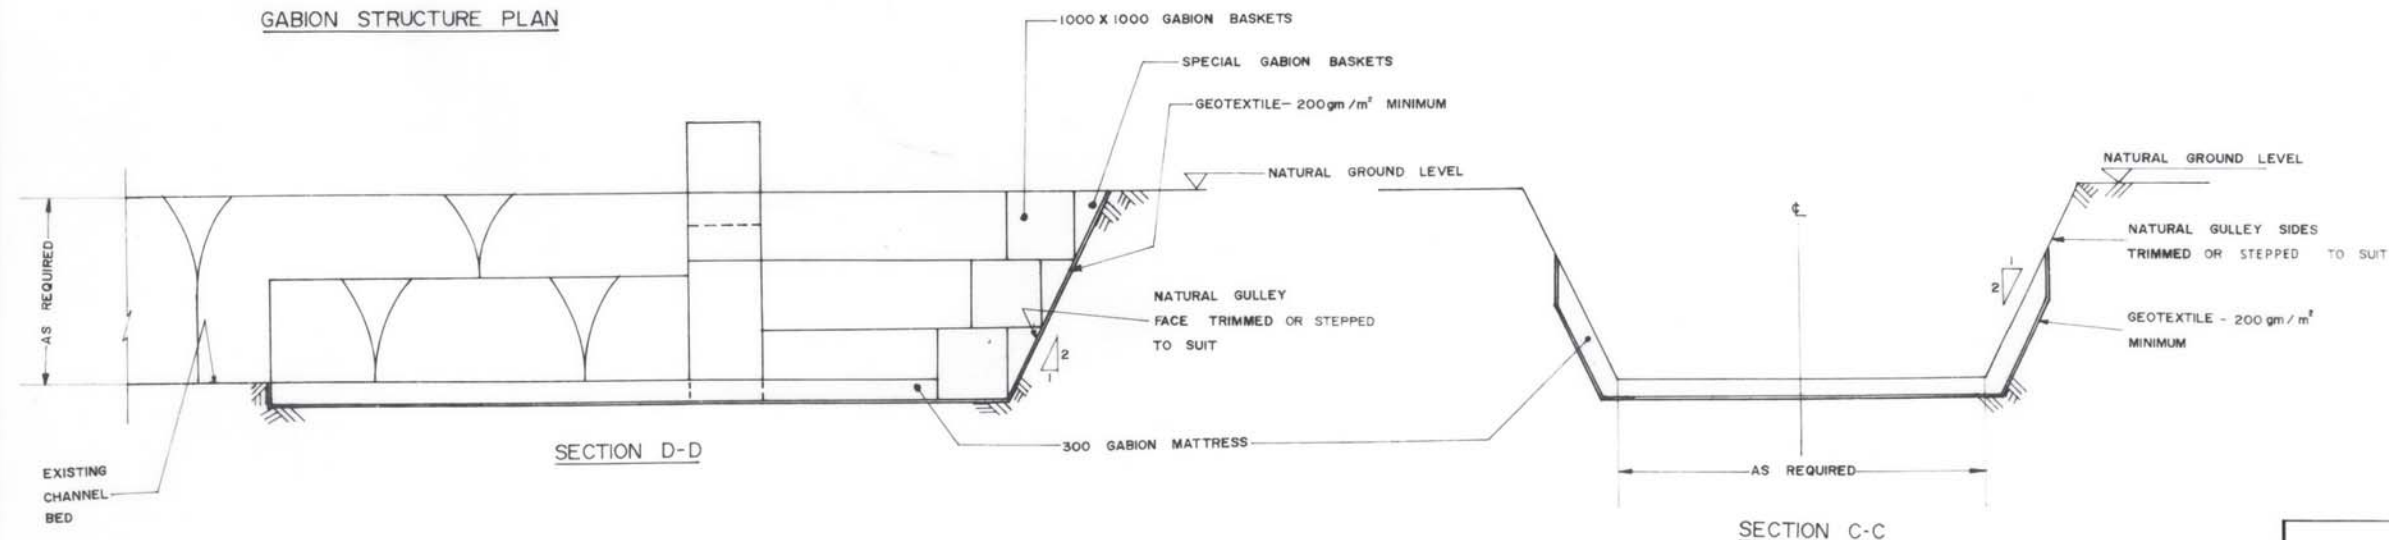 GABION STRUCTURE PLAN
1000 X 1000 GABION BASKETS
SPECIAL GABION BASKETS
GEOTEXTILE- 200gm/m² MINIMUM
NATURAL GROUND LEVEL
AS REQUIRED
NATURAL GULLEY
FACE TRIMMED OR STEPPED
TO SUIT
2
1
300 GABION MATTRESS
EXISTING
CHANNEL
BED
SECTION D-D
NATURAL GROUND LEVEL
℄
NATURAL GULLEY SIDES
TRIMMED OR STEPPED TO SUIT
1
2
GEOTEXTILE - 200gm/m²
MINIMUM
AS REQUIRED
SECTION C-C